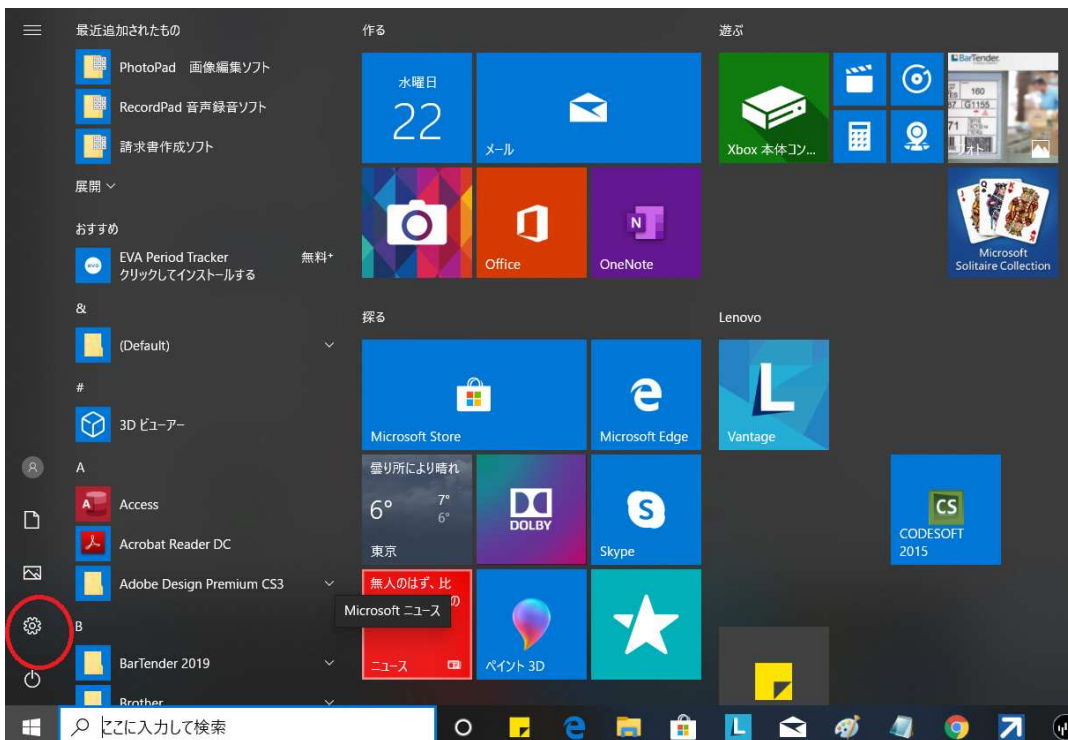 最近追加されたもの
PhotoPad 画像編集ソフト
RecordPad 音声録音ソフト
請求書作成ソフト
展開
おすすめ
EVA Period Tracker 無料+
クリックしてインストールする
&
(Default)
#
3D ビューアー
A
Access
Acrobat Reader DC
Adobe Design Premium CS3
B
BarTender 2019
Brother
作る
水曜日
22
メール
Office
OneNote
探る
Microsoft Store
Microsoft Edge
曇り所により晴れ
6° 7°
6°
東京
DOLBY
Skype
無人のはず、比
の
Microsoft ニュース
ニュース
ペイント 3D
遊ぶ
Xbox 本体コン...
BarTender
160
G1155
71
フォト
Microsoft
Solitaire Collection
Lenovo
L
Vantage
CS
CODESOFT
2015
ここに入力して検索